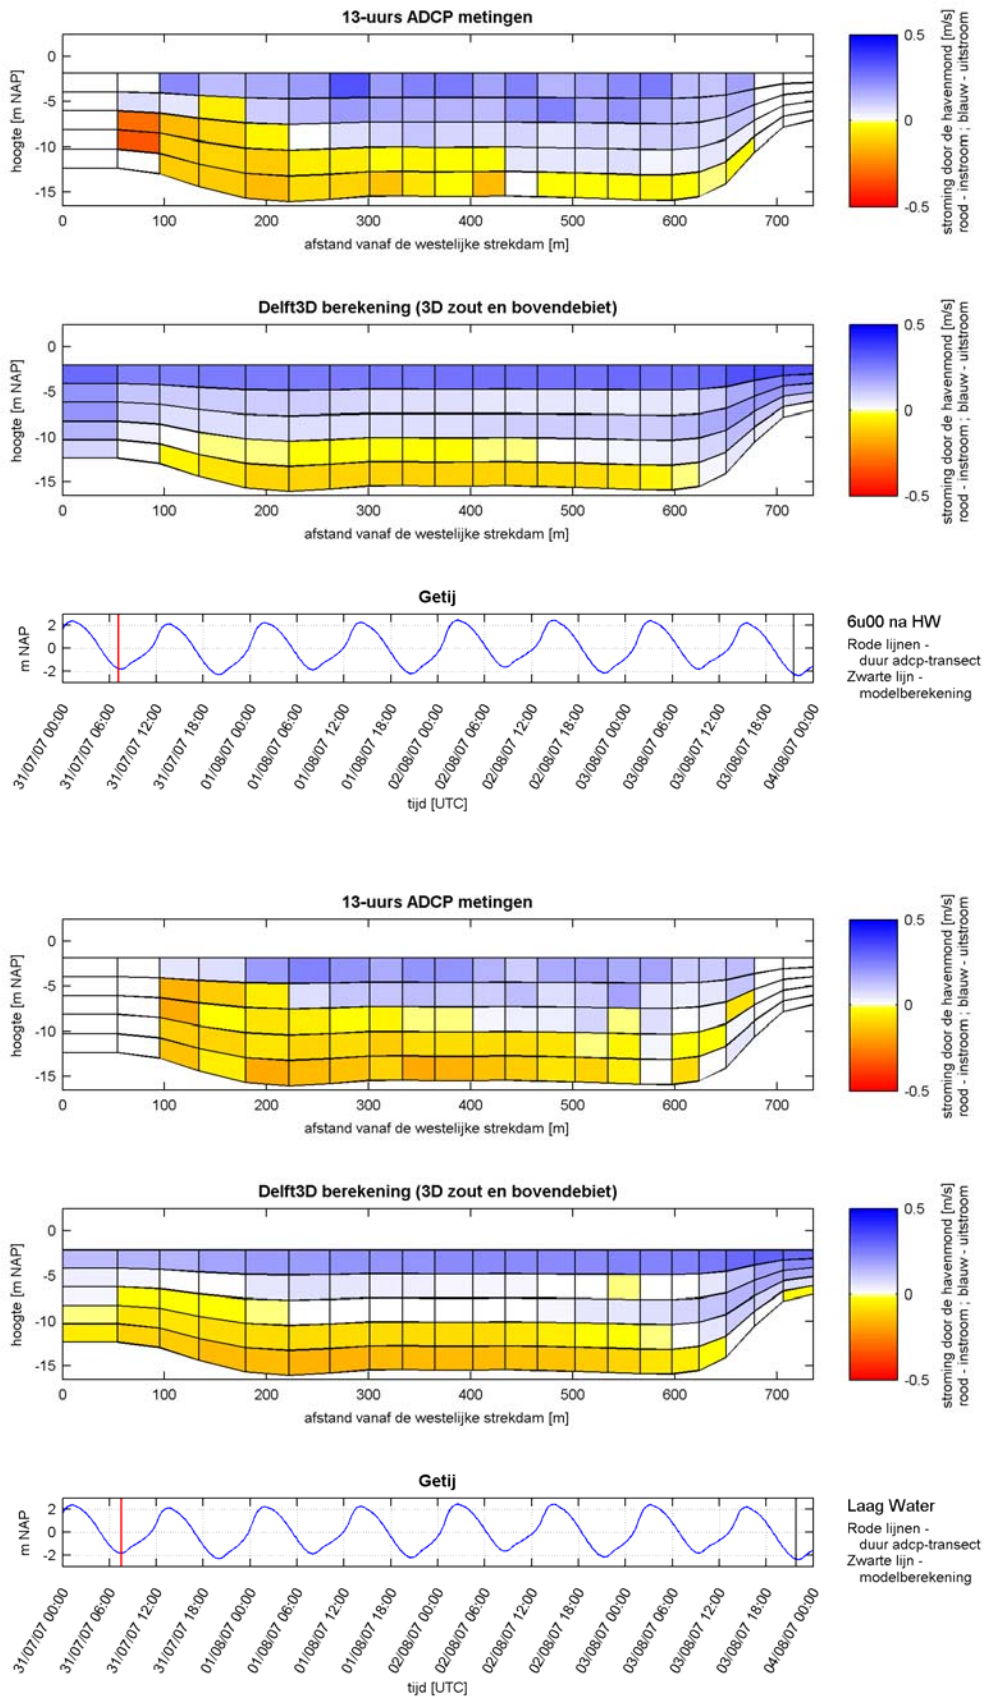 13-uurs ADCP metingen
hoogte [m NAP]
0
-5
-10
-15
0 100 200 300 400 500 600 700
afstand vanaf de westelijke strekdam [m]
0.5
0
-0.5
stroming door de havenmond [m/s]
rood - instroom ; blauw - uitstroom
Delft3D berekening (3D zout en bovendebiet)
hoogte [m NAP]
0
-5
-10
-15
0 100 200 300 400 500 600 700
afstand vanaf de westelijke strekdam [m]
0.5
0
-0.5
stroming door de havenmond [m/s]
rood - instroom ; blauw - uitstroom
Getij
m NAP
2
0
-2
31/07/07 00:00
31/07/07 06:00
31/07/07 12:00
31/07/07 18:00
01/08/07 00:00
01/08/07 06:00
01/08/07 12:00
01/08/07 18:00
02/08/07 00:00
02/08/07 06:00
02/08/07 12:00
02/08/07 18:00
03/08/07 00:00
03/08/07 06:00
03/08/07 12:00
03/08/07 18:00
04/08/07 00:00
tijd [UTC]
6u00 na HW
Rode lijnen -
duur adcp-transect
Zwarte lijn -
modelberekening
13-uurs ADCP metingen
hoogte [m NAP]
0
-5
-10
-15
0 100 200 300 400 500 600 700
afstand vanaf de westelijke strekdam [m]
0.5
0
-0.5
stroming door de havenmond [m/s]
rood - instroom ; blauw - uitstroom
Delft3D berekening (3D zout en bovendebiet)
hoogte [m NAP]
0
-5
-10
-15
0 100 200 300 400 500 600 700
afstand vanaf de westelijke strekdam [m]
0.5
0
-0.5
stroming door de havenmond [m/s]
rood - instroom ; blauw - uitstroom
Getij
m NAP
2
0
-2
31/07/07 00:00
31/07/07 06:00
31/07/07 12:00
31/07/07 18:00
01/08/07 00:00
01/08/07 06:00
01/08/07 12:00
01/08/07 18:00
02/08/07 00:00
02/08/07 06:00
02/08/07 12:00
02/08/07 18:00
03/08/07 00:00
03/08/07 06:00
03/08/07 12:00
03/08/07 18:00
04/08/07 00:00
tijd [UTC]
Laag Water
Rode lijnen -
duur adcp-transect
Zwarte lijn -
modelberekening